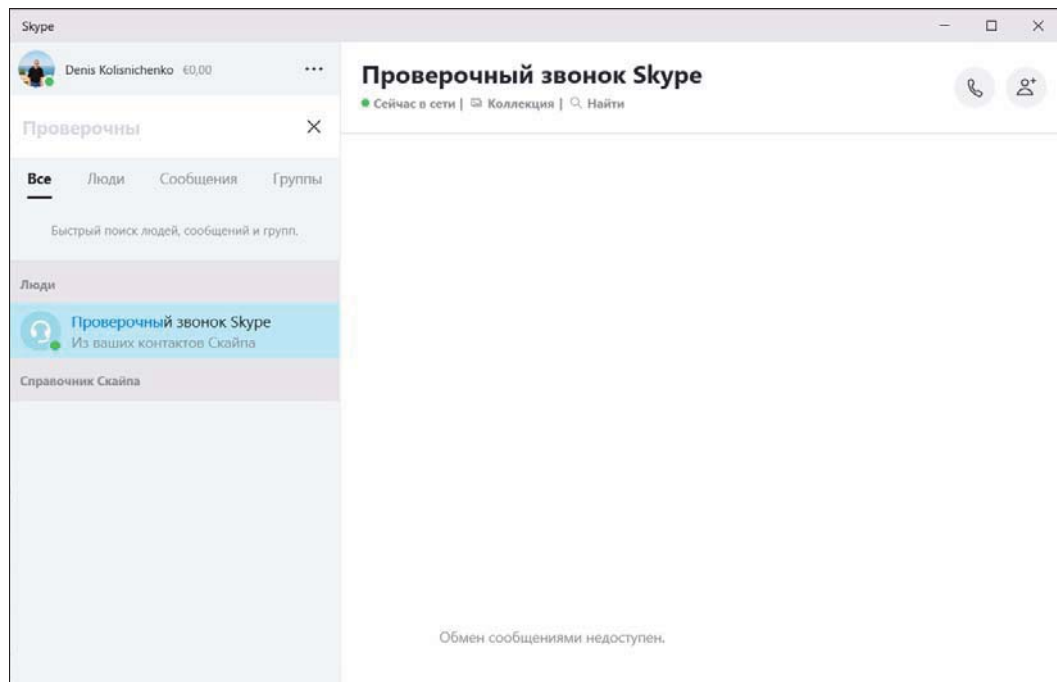 Skype
Denis Kolisnichenko €0,00
Проверочны
Все Люди Сообщения Группы
Быстрый поиск людей, сообщений и групп.
Люди
Проверочный звонок Skype
Из ваших контактов Скайпа
Справочник Скайпа
Проверочный звонок Skype
Сейчас в сети | Коллекция | Найти
Обмен сообщениями недоступен.